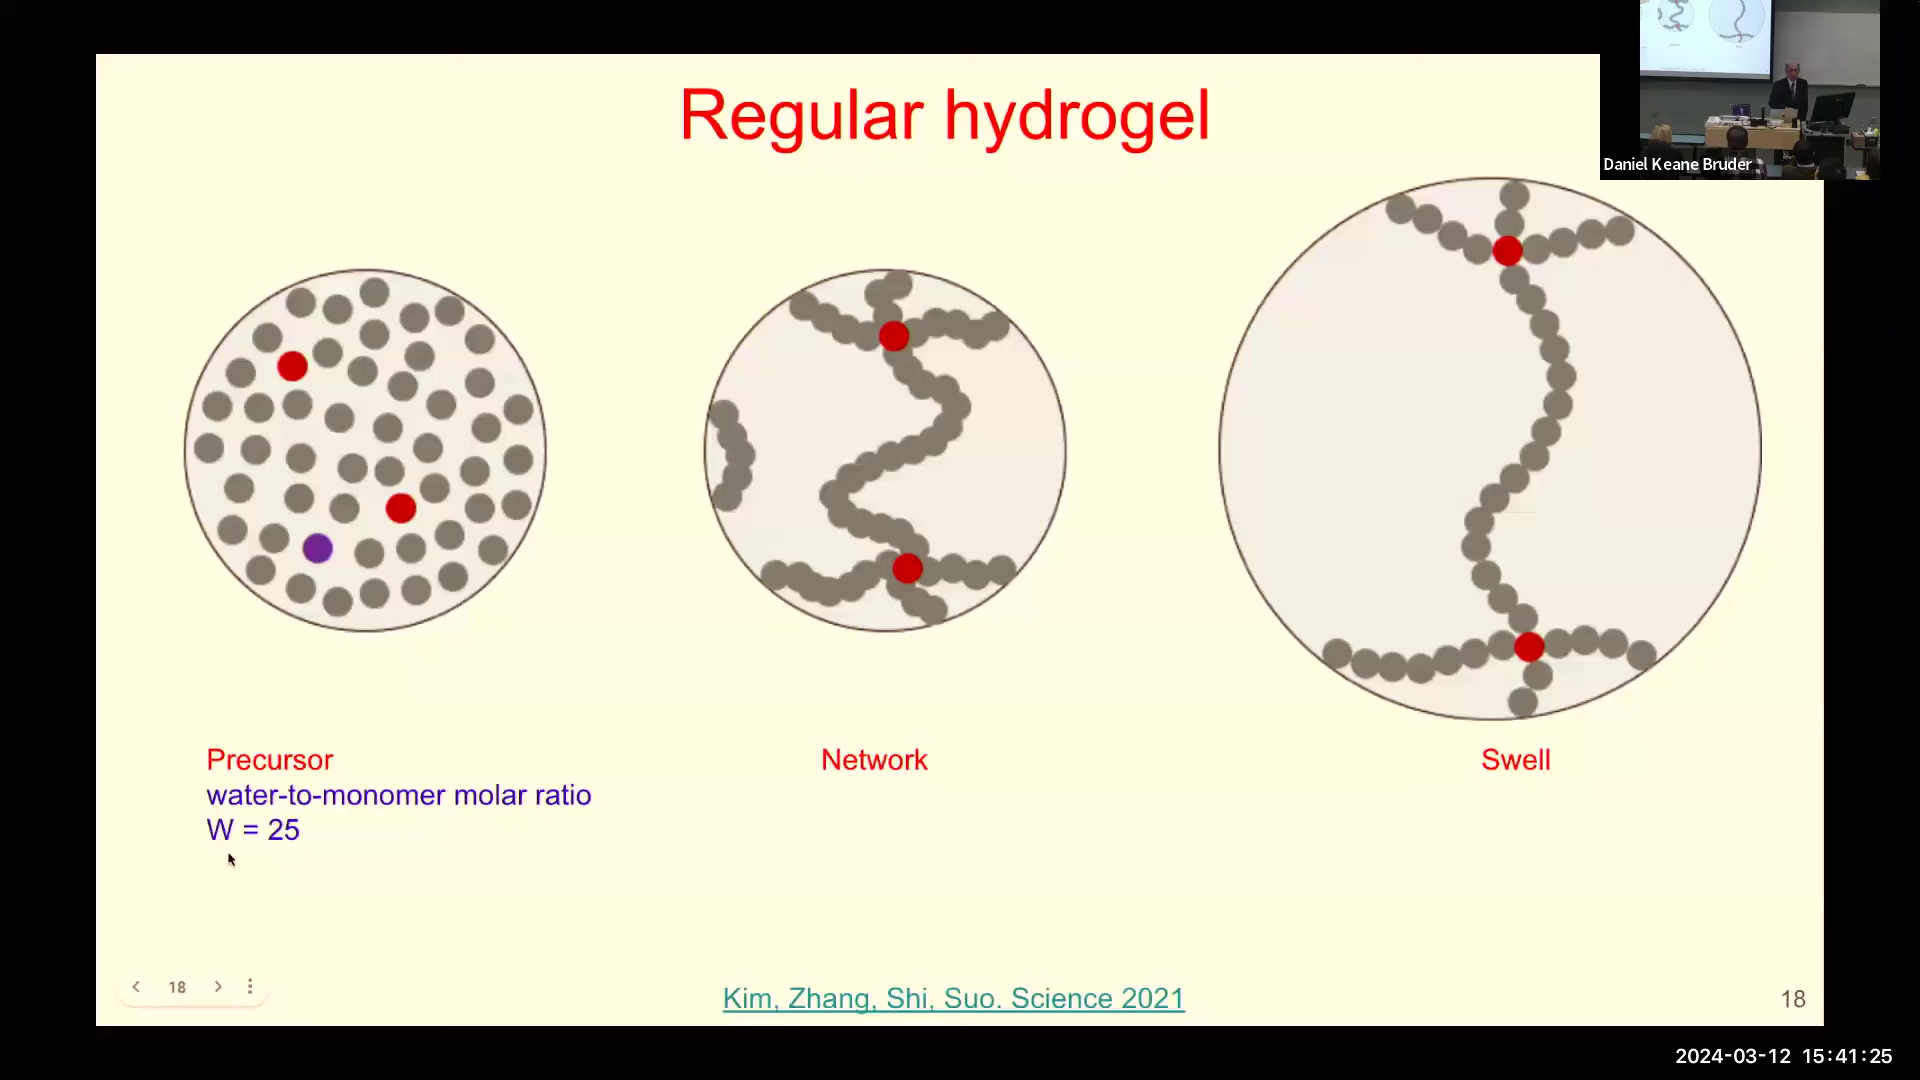 Regular hydrogel
Daniel Keane Bruder
Precursor
water-to-monomer molar ratio
W = 25
Network
Swell
18
Kim, Zhang, Shi, Suo. Science 2021
18
2024-03-12 15:41:25